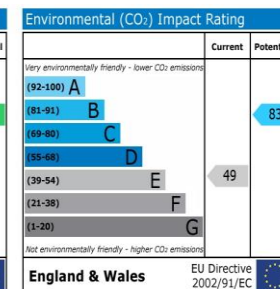 Environmental (CO₂) Impact Rating
Current
Very environmentally friendly - lower CO₂ emissions
(92-100) A
(81-91) B
83
(69-80) C
(55-68) D
(39-54) E
49
(21-38) F
(1-20) G
Not environmentally friendly - higher CO₂ emissions
England & Wales
EU Directive
2002/91/EC